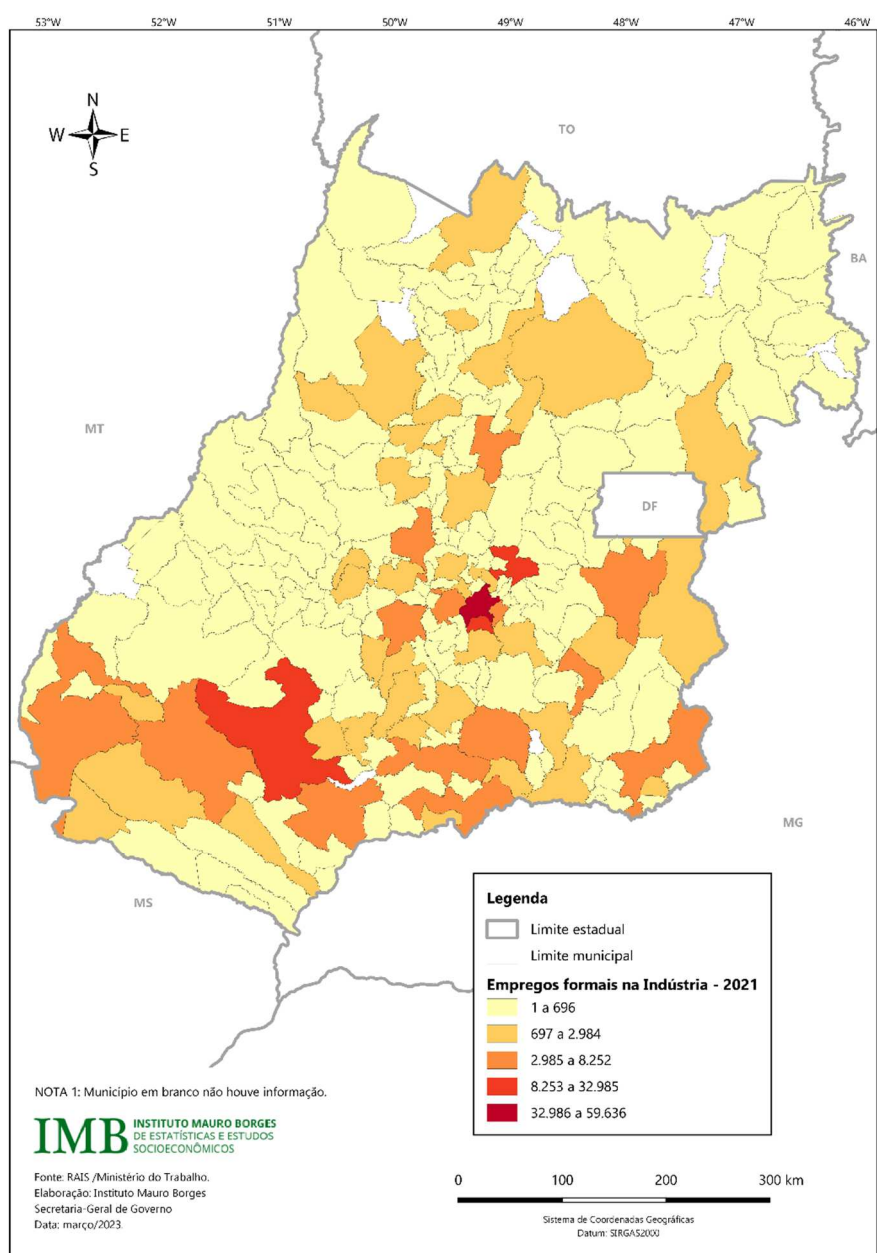 53°W 52°W 51°W 50°W 49°W 48°W 47°W 46°W
N
W E
S
TO
BA
MT
DF
MG
MS
Legenda
Limite estadual
Limite municipal
Empregos formais na Indústria - 2021
1 a 696
697 a 2.984
2.985 a 8.252
8.253 a 32.985
32.986 a 59.636
NOTA 1: Município em branco não houve informação.
IMB INSTITUTO MAURO BORGES
DE ESTATÍSTICAS E ESTUDOS
SOCIOECONÔMICOS
Fonte: RAIS /Ministério do Trabalho.
Elaboração: Instituto Mauro Borges
Secretaria-Geral de Governo
Data: março/2023.
0 100 200 300 km
Sistema de Coordenadas Geográficas
Datum: SIRGAS2000